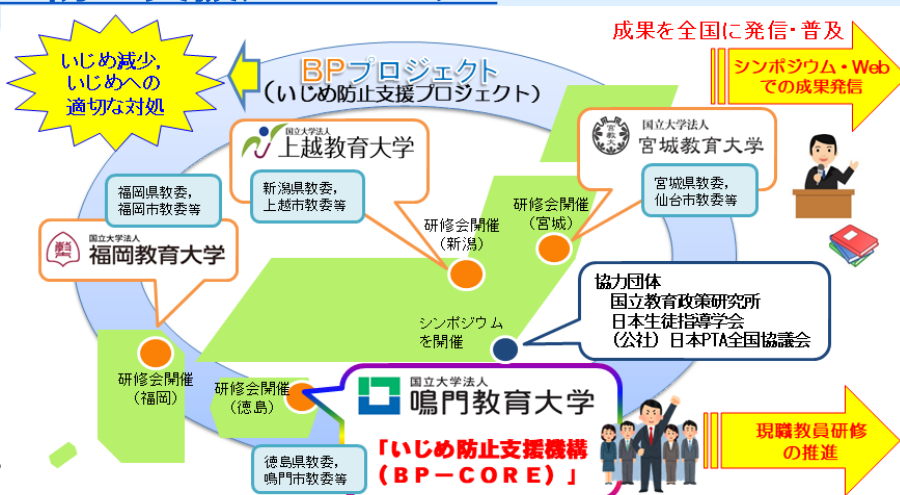 成果を全国に発信・普及
いじめ減少,
いじめへの
適切な対処
BPプロジェクト
（いじめ防止支援プロジェクト）
シンポジウム・Web
での成果発信
国立大学法人
上越教育大学
国立大学法人
宮城教育大学
新潟県教委,
上越市教委等
宮城県教委,
仙台市教委等
福岡県教委,
福岡市教委等
国立大学法人
福岡教育大学
研修会開催
（新潟）
研修会開催
（宮城）
協力団体
国立教育政策研究所
日本生徒指導学会
（公社）日本PTA全国協議会
シンポジウム
を開催
研修会開催
（福岡）
研修会開催
（徳島）
国立大学法人
鳴門教育大学
「いじめ防止支援機構
（BP－CORE）」
徳島県教委,
鳴門市教委等
現職教員研修
の推進